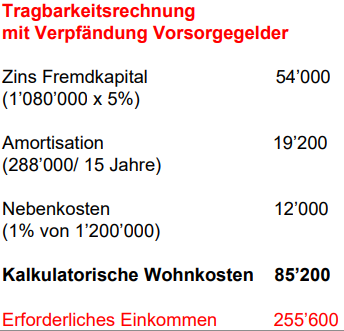 Tragbarkeitsrechnung
mit Verpfändung Vorsorgegelder
Zins Fremdkapital 54’000
(1’080’000 x 5%)
Amortisation 19’200
(288’000/ 15 Jahre)
Nebenkosten 12’000
(1% von 1’200’000)
Kalkulatorische Wohnkosten 85’200
Erforderliches Einkommen 255’600